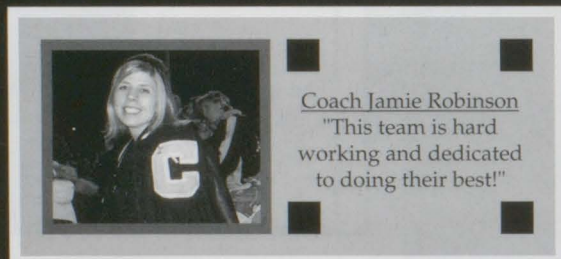 C
Coach Jamie Robinson
"This team is hard
working and dedicated
to doing their best!"